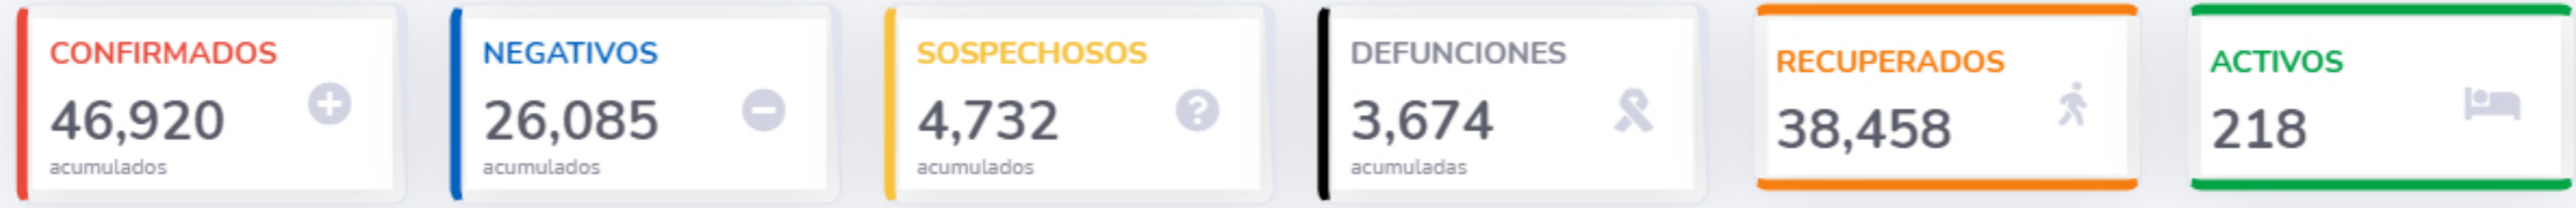 CONFIRMADOS
46,920
acumulados
NEGATIVOS
26,085
acumulados
SOSPECHOSOS
4,732
acumulados
DEFUNCIONES
3,674
acumuladas
RECUPERADOS
38,458
ACTIVOS
218